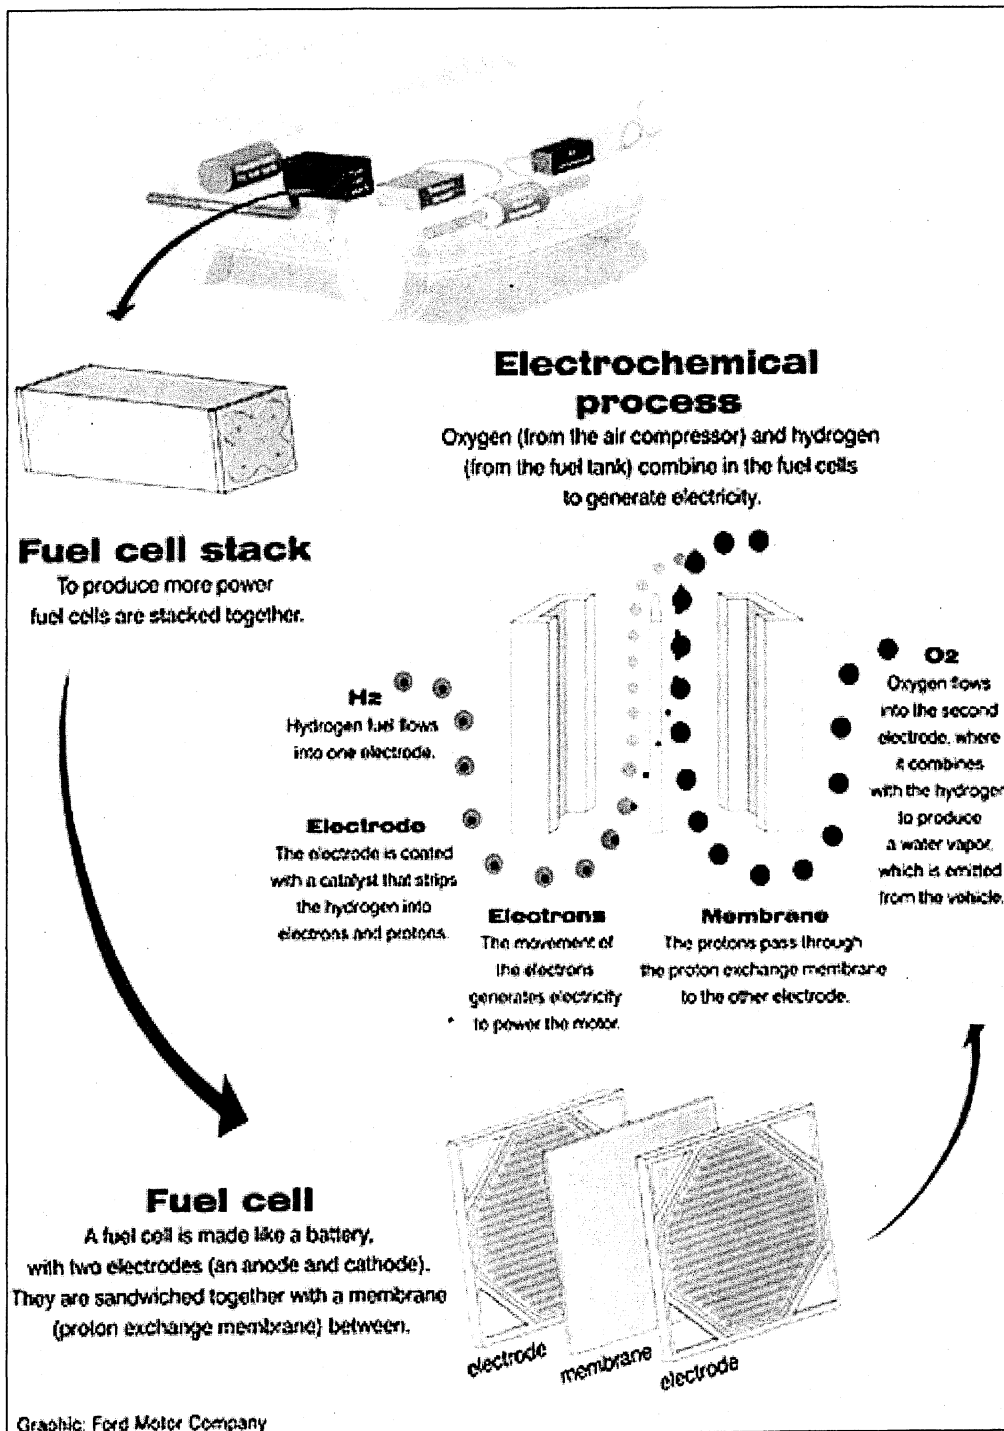 Electrochemical
process
Oxygen (from the air compressor) and hydrogen
(from the fuel tank) combine in the fuel cells
to generate electricity.
Fuel cell stack
To produce more power
fuel cells are stacked together.
H2
Hydrogen fuel flows
into one electrode.
Electrode
The electrode is coated
with a catalyst that strips
the hydrogen into
electrons and protons.
Electrons
The movement of
the electrons
generates electricity
to power the motor.
Membrane
The protons pass through
the proton exchange membrane
to the other electrode.
O2
Oxygen flows
into the second
electrode, where
it combines
with the hydrogen
to produce
a water vapor,
which is emitted
from the vehicle.
Fuel cell
A fuel cell is made like a battery,
with two electrodes (an anode and cathode).
They are sandwiched together with a membrane
(proton exchange membrane) between.
electrode
membrane
electrode
Graphic: Ford Motor Company